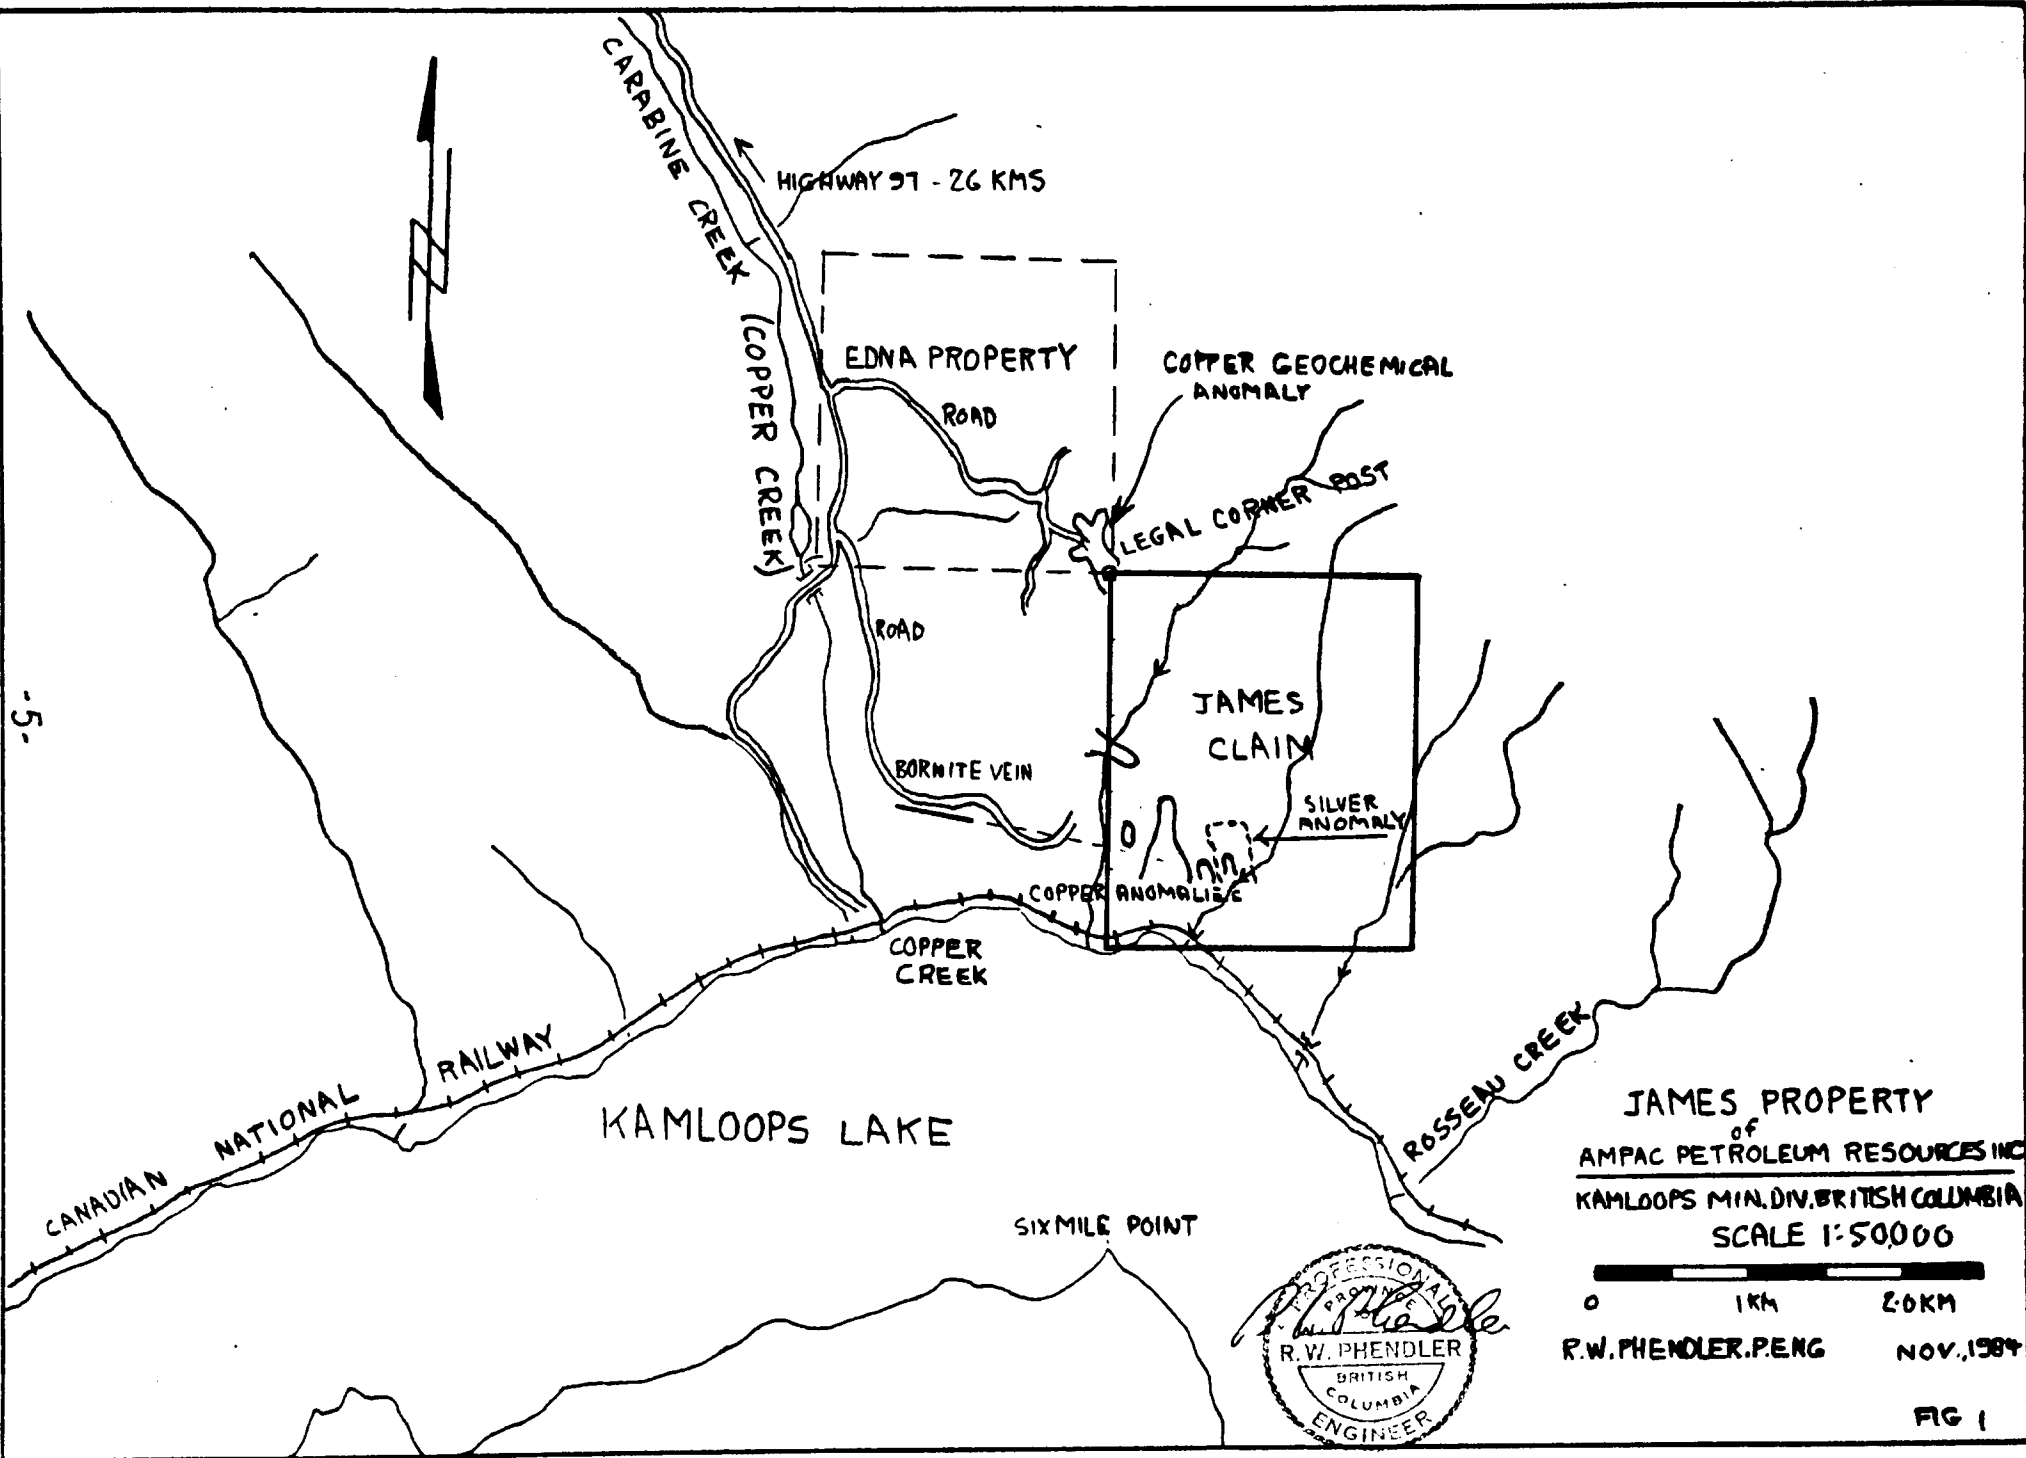 CARABINE CREEK (COPPER CREEK)
HIGHWAY 97 - 26 KMS
EDNA PROPERTY
COPPER GEOCHEMICAL
ANOMALY
ROAD
LEGAL CORNER POST
ROAD
JAMES
CLAIM
BORNITE VEIN
SILVER
ANOMALY
COPPER ANOMALIES
COPPER
CREEK
-5-
CANADIAN NATIONAL RAILWAY
KAMLOOPS LAKE
ROSSEAU CREEK
SIXMILE POINT
JAMES PROPERTY
of
AMPAC PETROLEUM RESOURCES INC
KAMLOOPS MIN. DIV. BRITISH COLUMBIA
SCALE 1:50,000
0 1KM 2.0KM
R.W. PHENDLER. P.ENG NOV., 1984
FIG 1
PROFESSIONAL
PROVINCE
OF
R. W. PHENDLER
BRITISH
COLUMBIA
ENGINEER